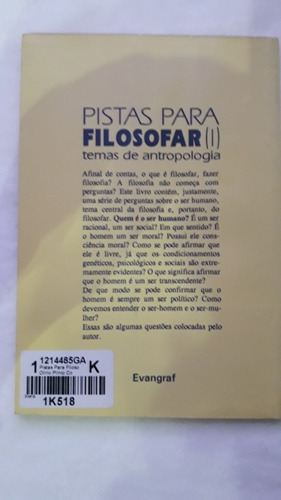 PISTAS PARA
FILOSOFAR (I)
temas de antropologia
Afinal de contas, o que é filosofar, fazer
filosofia? A filosofia não começa com
perguntas? Este livro contém, justamente,
uma série de perguntas sobre o ser humano,
tema central da filosofia e, portanto, do
filosofar. Quem é o ser humano? É um ser
racional, um ser social? Em que sentido? É
o homem um ser moral? Possui ele cons-
ciência moral? Como se pode afirmar que
ele é livre, já que os condicionamentos
genéticos, psicológicos e sociais são extre-
mamente evidentes? O que significa afirmar
que o homem é um ser transcendente?
De que modo se pode confirmar que o
homem é sempre um ser político? Como
devemos entender o ser-homem e o ser-mu-
lher?
Essas são algumas questões colocadas pelo
autor.
Evangraf
1 1214485GA K
Pistas Para Filoso
1K518